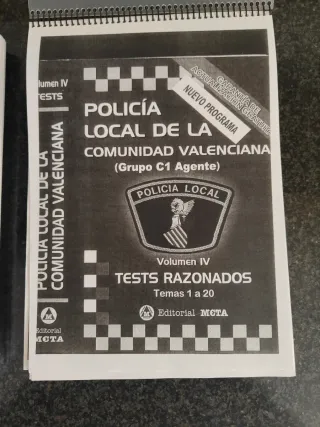 Volumen IV
TESTS
POLICÍA LOCAL DE LA
COMUNIDAD VALENCIANA
Editorial
MCTA
NUEVO PROGRAMA
POLICÍA
LOCAL DE LA
COMUNIDAD VALENCIANA
(Grupo C1 Agente)
POLICIA LOCAL
Volumen IV
TESTS RAZONADOS
Temas 1 a 20
Editorial MCTA